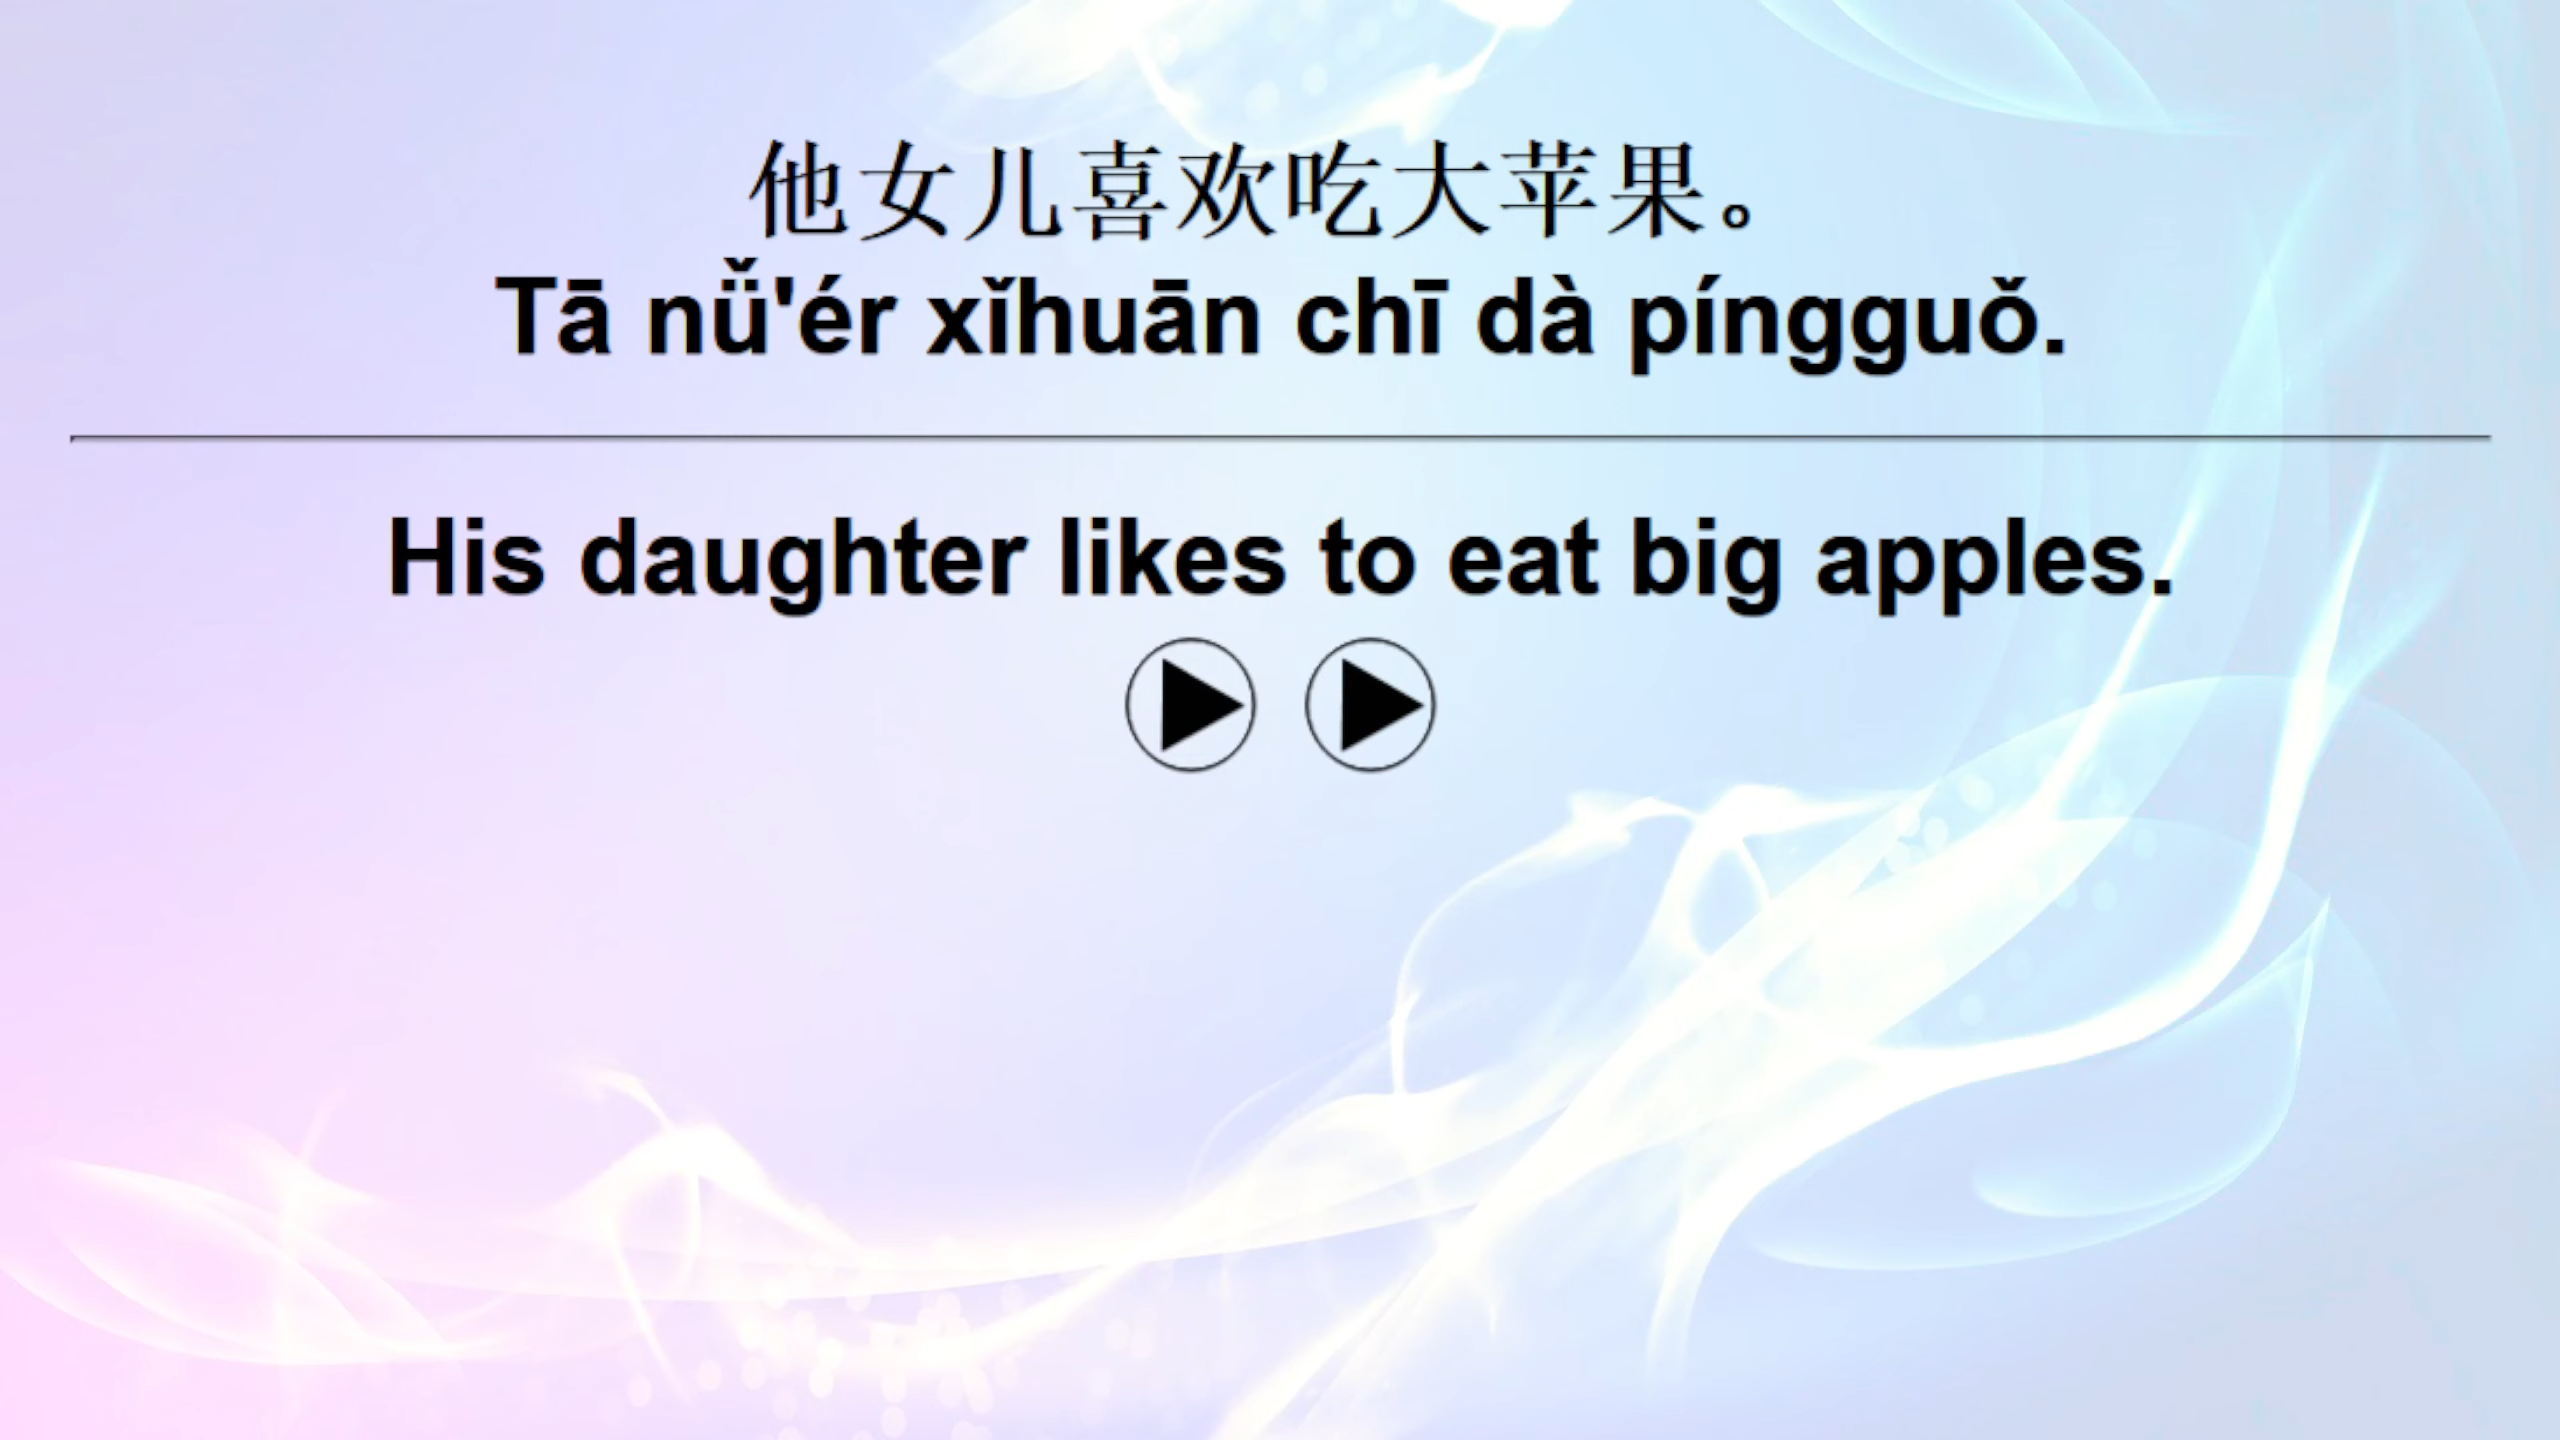 他女儿喜欢吃大苹果。
Tā nǚ'ér xǐhuān chī dà píngguǒ.
His daughter likes to eat big apples.